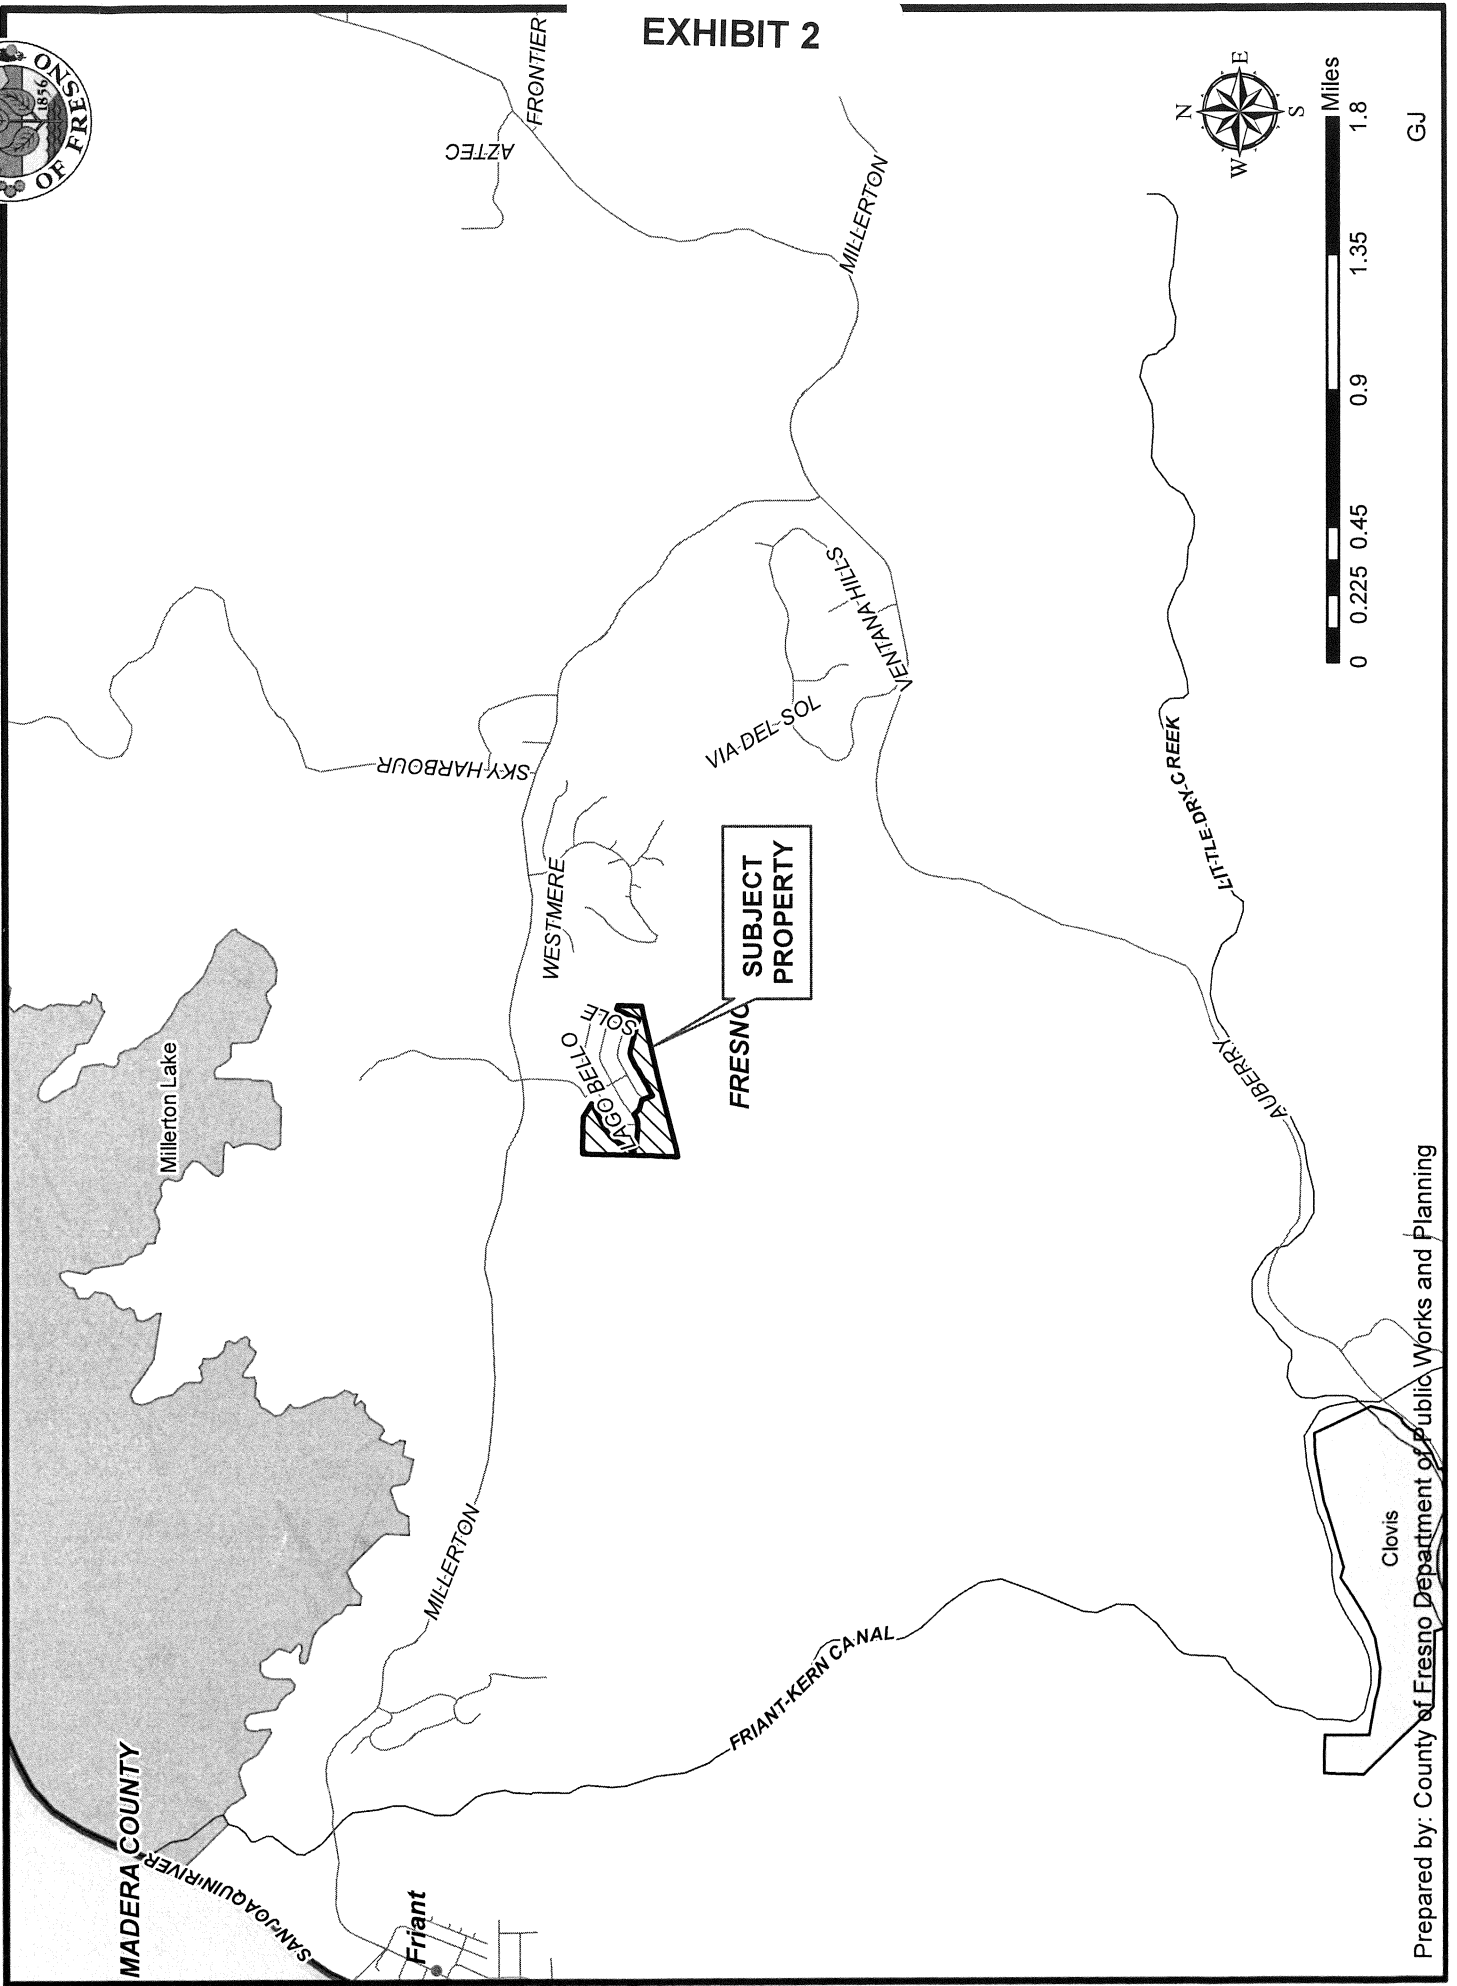 EXHIBIT 2
OF FRESNO
1856
FRONTIER
AZTEC
MILLERTON
N
E
S
W
Miles
0 0.225 0.45 0.9 1.35 1.8
GJ
Millerton Lake
SKY HARBOUR
WESTMERE
VIA DEL SOL
VENTANA HILLS
LITTLE DRY CREEK
SUBJECT
PROPERTY
SOLE
LAGO BELLO
FRESNO
AUBERRY
MILLERTON
FRIANT-KERN CANAL
MADERA COUNTY
SAN JOAQUIN RIVER
Friant
Clovis
Prepared by: County of Fresno Department of Public Works and Planning